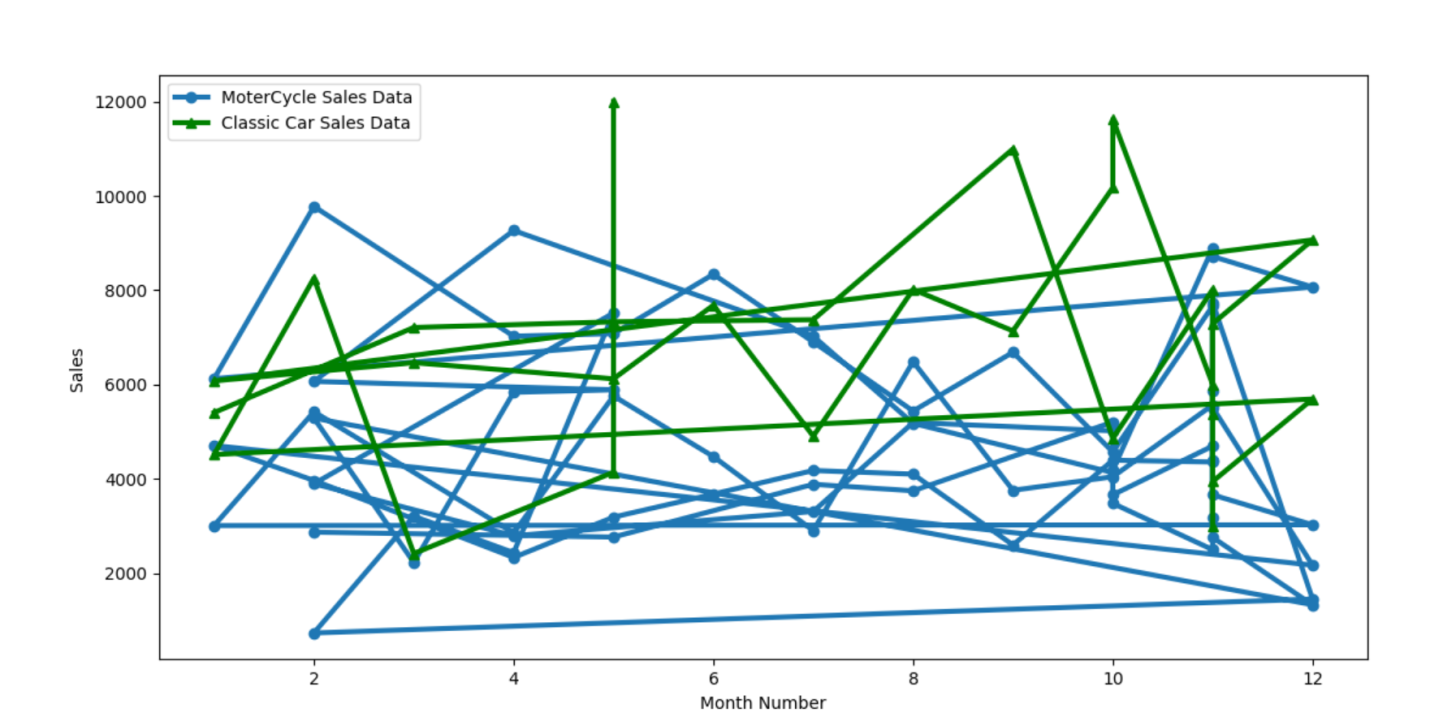 MoterCycle Sales Data
Classic Car Sales Data
12000
10000
8000
6000
4000
2000
Sales
2 4 6 8 10 12
Month Number